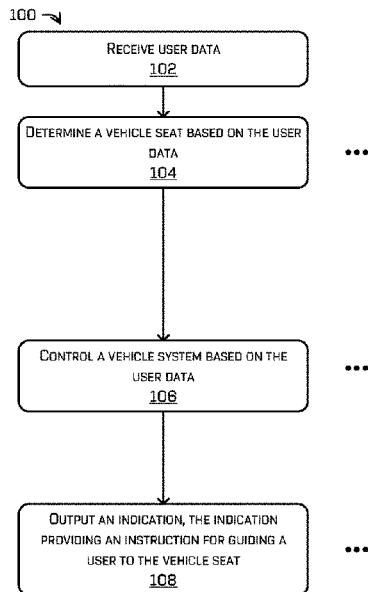 100
RECEIVE USER DATA
102
DETERMINE A VEHICLE SEAT BASED ON THE USER
DATA
104
•••
CONTROL A VEHICLE SYSTEM BASED ON THE
USER DATA
106
•••
OUTPUT AN INDICATION, THE INDICATION
PROVIDING AN INSTRUCTION FOR GUIDING A
USER TO THE VEHICLE SEAT
108
•••